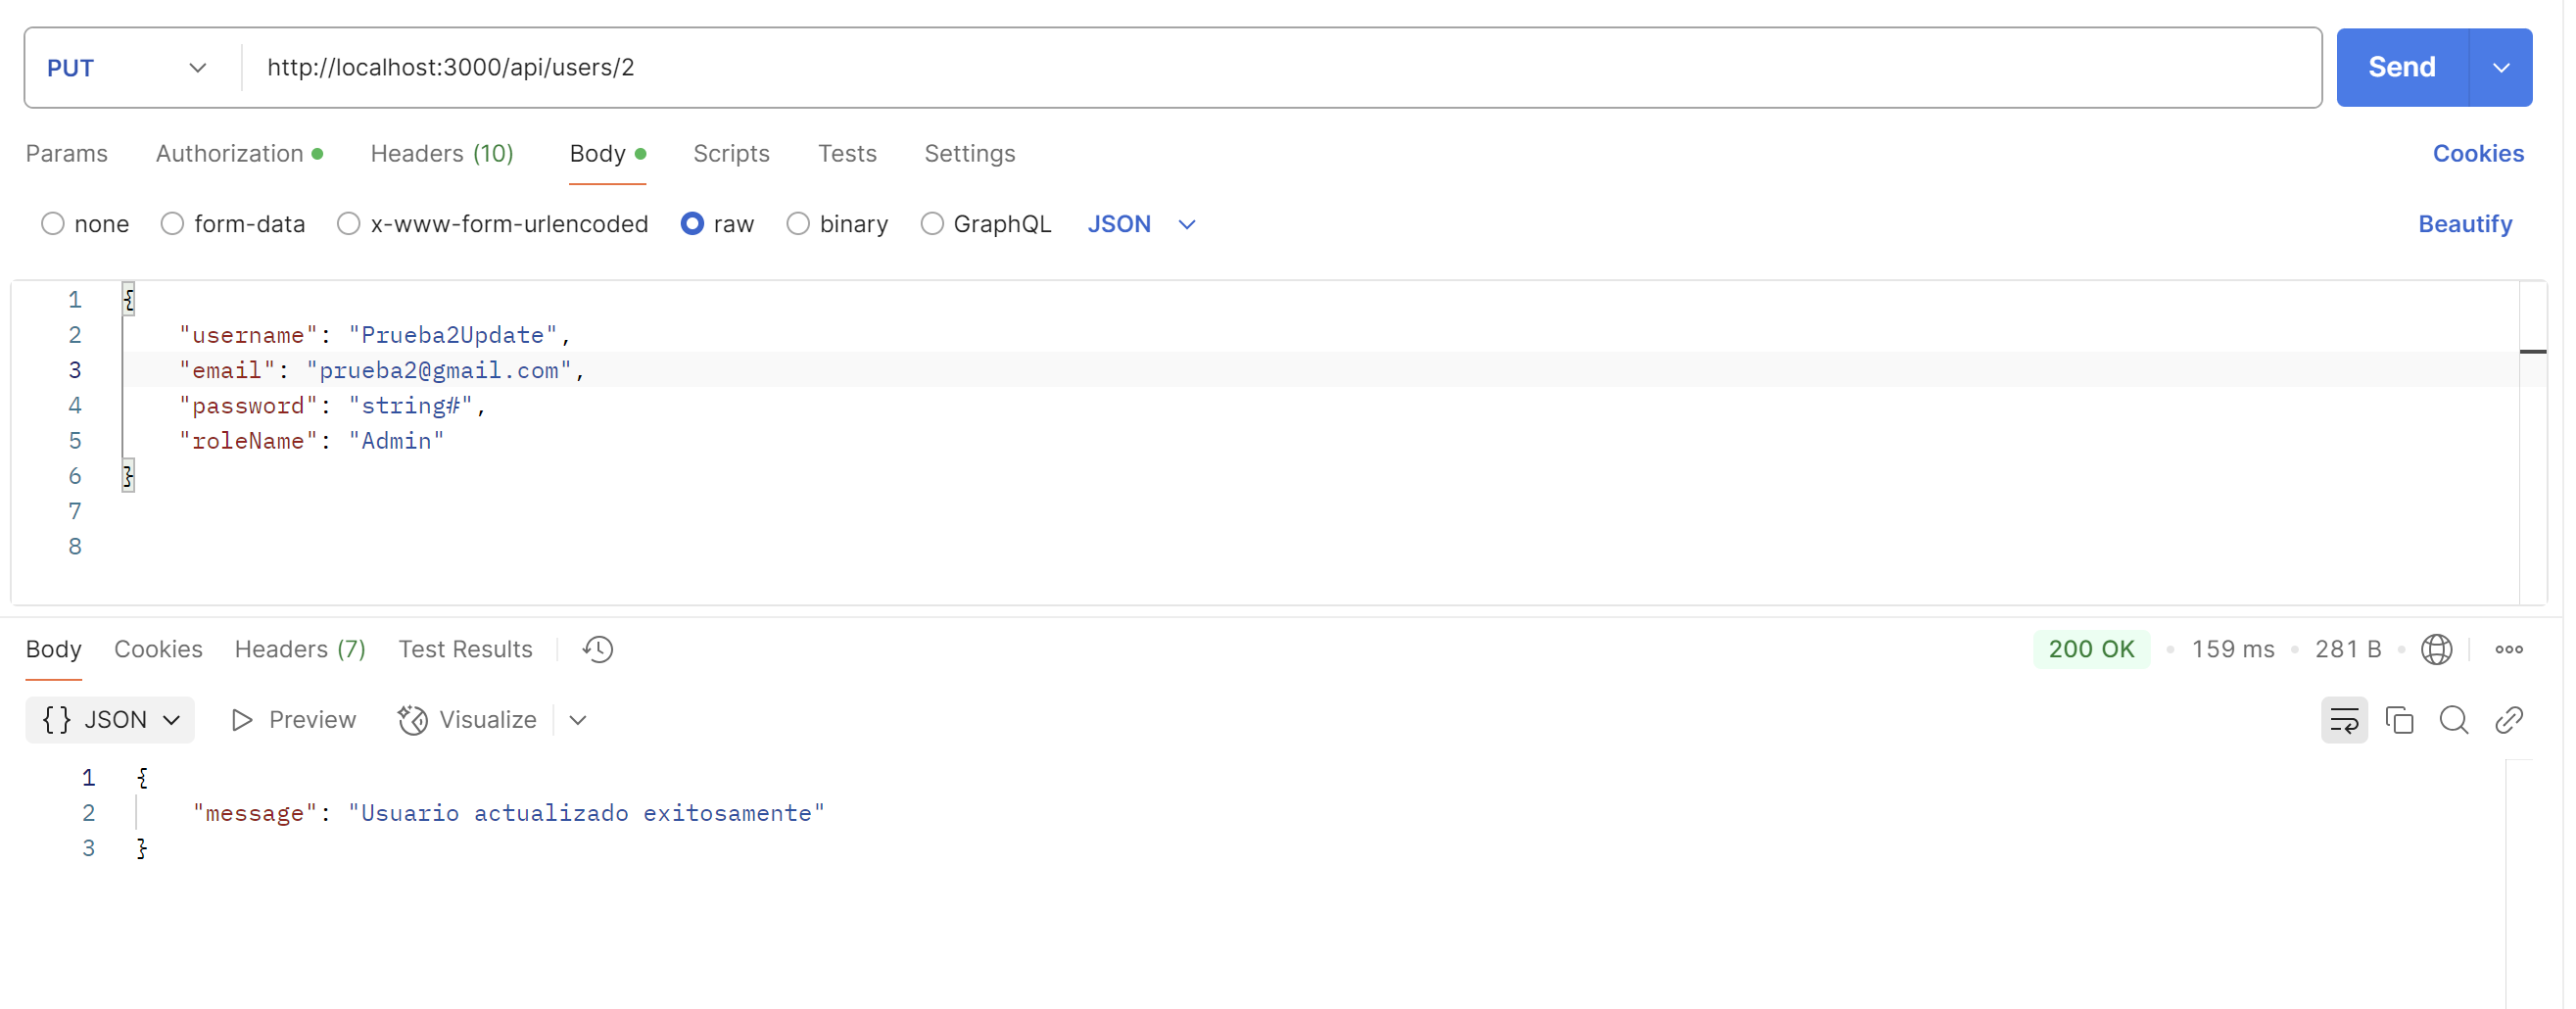 PUT http://localhost:3000/api/users/2 Send
Params Authorization Headers (10) Body Scripts Tests Settings Cookies
none form-data x-www-form-urlencoded raw binary GraphQL JSON Beautify
1 {
2 "username": "Prueba2Update",
3 "email": "prueba2@gmail.com",
4 "password": "string#",
5 "roleName": "Admin"
6 }
7
8
Body Cookies Headers (7) Test Results 200 OK • 159 ms • 281 B •
{} JSON Preview Visualize
1 {
2 "message": "Usuario actualizado exitosamente"
3 }